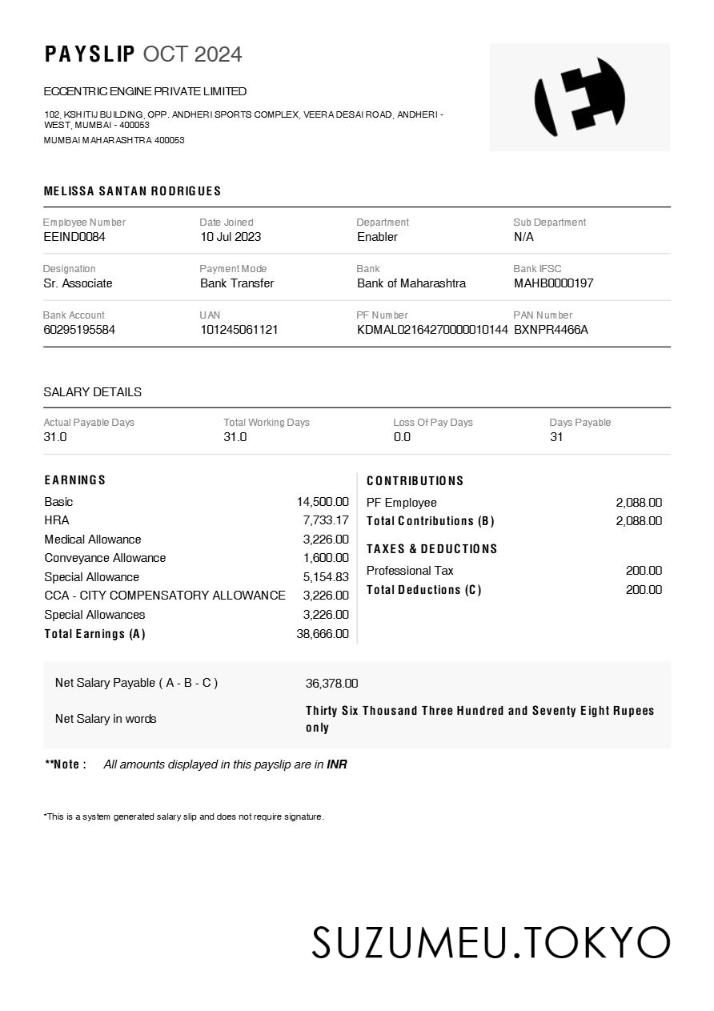 PAYSLIP OCT 2024
ECCENTRIC ENGINE PRIVATE LIMITED
102, KSHITIJ BUILDING, OPP. ANDHERI SPORTS COMPLEX, VEERA DESAI ROAD, ANDHERI -
WEST, MUMBAI - 400053
MUMBAI MAHARASHTRA 400053
MELISSA SANTAN RODRIGUES
Employee Number Date Joined Department Sub Department
EEIND0084 10 Jul 2023 Enabler N/A
Designation Payment Mode Bank Bank IFSC
Sr. Associate Bank Transfer Bank of Maharashtra MAHB0000197
Bank Account UAN PF Number PAN Number
60295195584 101245061121 KDMAL02164270000010144 BXNPR4466A
SALARY DETAILS
Actual Payable Days Total Working Days Loss Of Pay Days Days Payable
31.0 31.0 0.0 31
EARNINGS
Basic 14,500.00
HRA 7,733.17
Medical Allowance 3,226.00
Conveyance Allowance 1,600.00
Special Allowance 5,154.83
CCA - CITY COMPENSATORY ALLOWANCE 3,226.00
Special Allowances 3,226.00
Total Earnings (A) 38,666.00
CONTRIBUTIONS
PF Employee 2,088.00
Total Contributions (B) 2,088.00
TAXES & DEDUCTIONS
Professional Tax 200.00
Total Deductions (C) 200.00
Net Salary Payable ( A - B - C ) 36,378.00
Net Salary in words Thirty Six Thousand Three Hundred and Seventy Eight Rupees
only
**Note : All amounts displayed in this payslip are in INR
*This is a system generated salary slip and does not require signature.
SUZUMEU.TOKYO